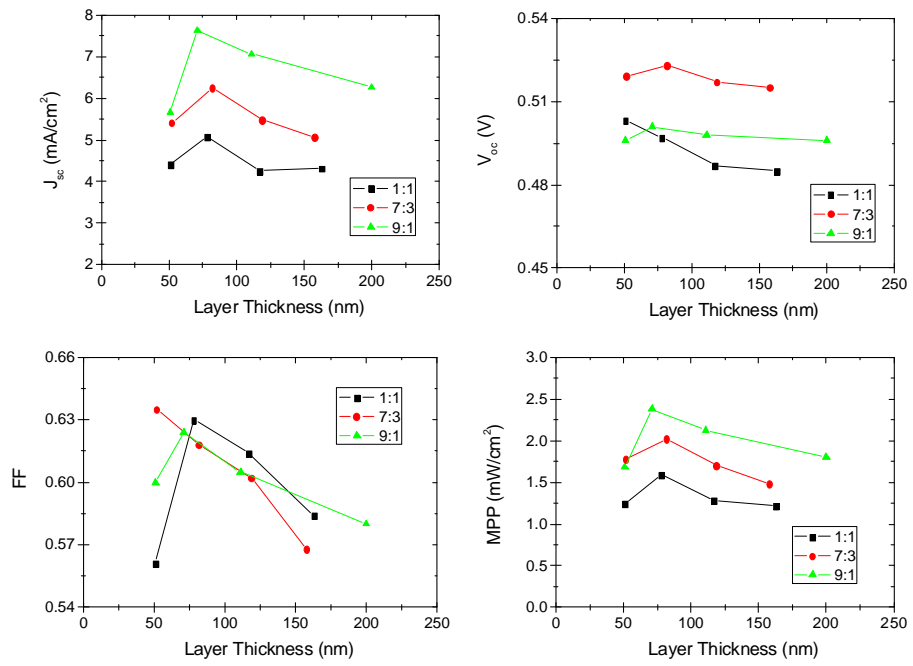 8
7
6
5
4
3
2
0 50 100 150 200 250
J_sc (mA/cm²)
Layer Thickness (nm)
1:1
7:3
9:1
0.54
0.51
0.48
0.45
0 50 100 150 200 250
V_oc (V)
Layer Thickness (nm)
1:1
7:3
9:1
0.66
0.63
0.60
0.57
0.54
0 50 100 150 200 250
FF
Layer Thickness (nm)
1:1
7:3
9:1
3.0
2.5
2.0
1.5
1.0
0.5
0.0
0 50 100 150 200 250
MPP (mW/cm²)
Layer Thickness (nm)
1:1
7:3
9:1